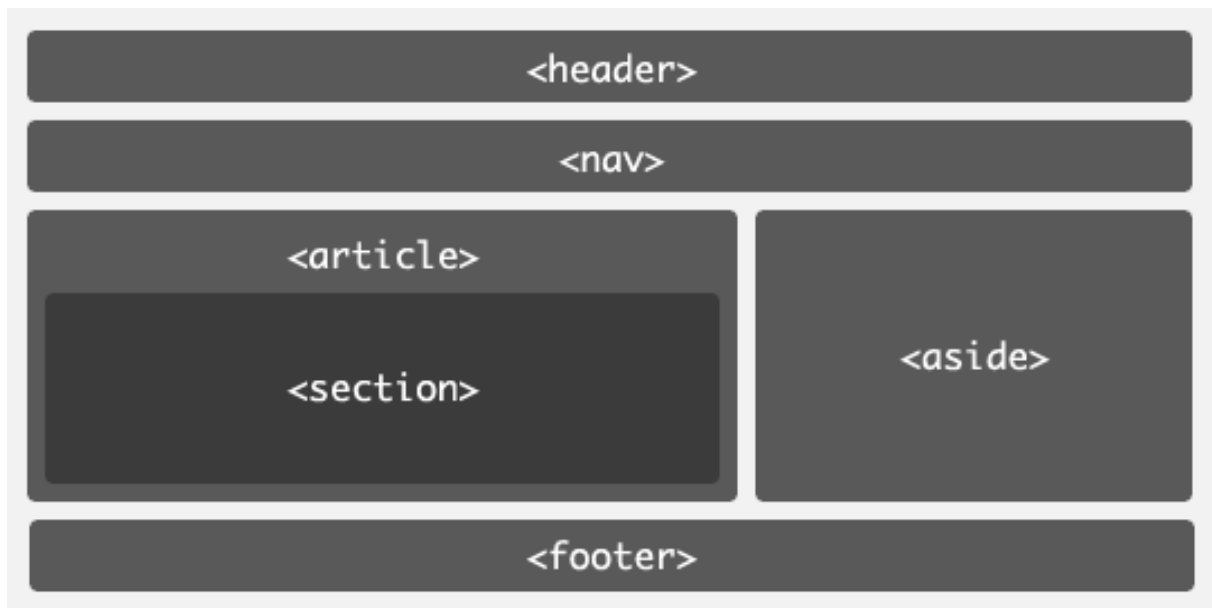 <header>
<nav>
<article>
<section>
<aside>
<footer>